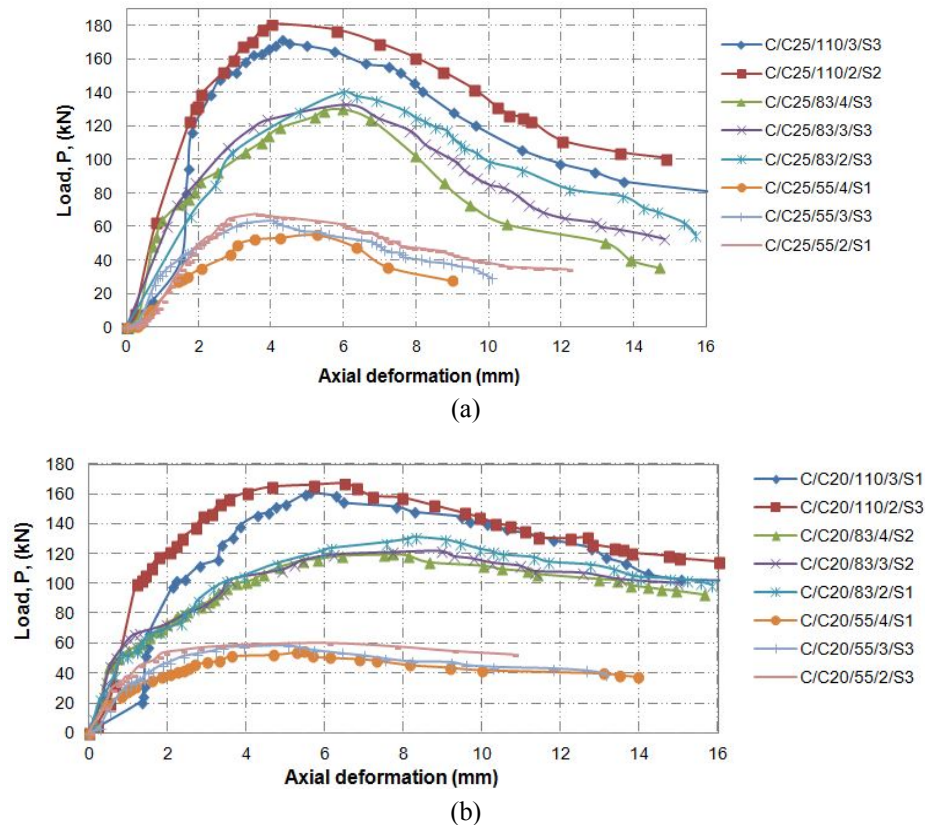 180
160
140
120
100
80
60
40
20
0
Load, P, (kN)
0 2 4 6 8 10 12 14 16
Axial deformation (mm)
C/C25/110/3/S3
C/C25/110/2/S2
C/C25/83/4/S3
C/C25/83/3/S3
C/C25/83/2/S3
C/C25/55/4/S1
C/C25/55/3/S3
C/C25/55/2/S1
(a)
180
160
140
120
100
80
60
40
20
0
Load, P, (kN)
0 2 4 6 8 10 12 14 16
Axial deformation (mm)
C/C20/110/3/S1
C/C20/110/2/S3
C/C20/83/4/S2
C/C20/83/3/S2
C/C20/83/2/S1
C/C20/55/4/S1
C/C20/55/3/S3
C/C20/55/2/S3
(b)